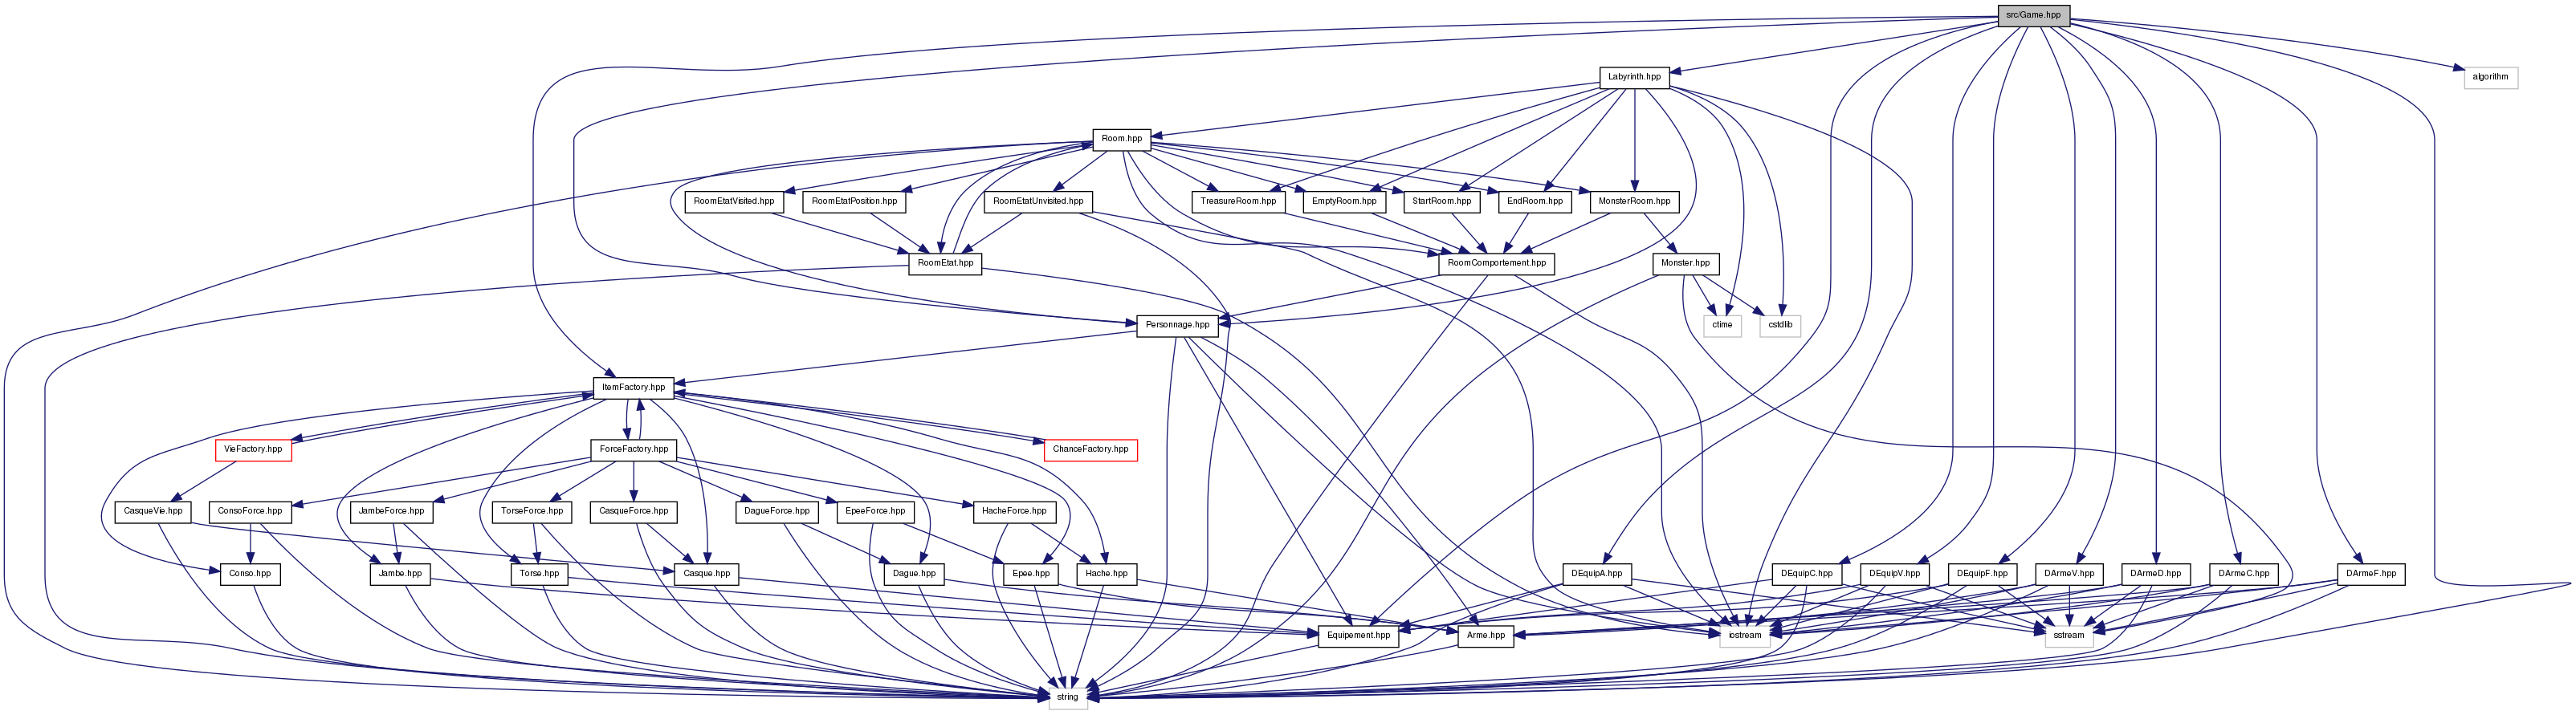 src/Game.hpp
Labyrinth.hpp
algorithm
Room.hpp
RoomEtatVisited.hpp
RoomEtatPosition.hpp
RoomEtatUnvisited.hpp
TreasureRoom.hpp
EmptyRoom.hpp
StartRoom.hpp
EndRoom.hpp
MonsterRoom.hpp
RoomEtat.hpp
RoomComportement.hpp
Monster.hpp
Personnage.hpp
ctime
cstdlib
ItemFactory.hpp
VieFactory.hpp
ForceFactory.hpp
ChanceFactory.hpp
CasqueVie.hpp
ConsoForce.hpp
JambeForce.hpp
TorseForce.hpp
CasqueForce.hpp
DagueForce.hpp
EpeeForce.hpp
HacheForce.hpp
Conso.hpp
Jambe.hpp
Torse.hpp
Casque.hpp
Dague.hpp
Epee.hpp
Hache.hpp
DEquipA.hpp
DEquipC.hpp
DEquipV.hpp
DEquipF.hpp
DArmeV.hpp
DArmeD.hpp
DArmeC.hpp
DArmeF.hpp
Equipement.hpp
Arme.hpp
iostream
sstream
string